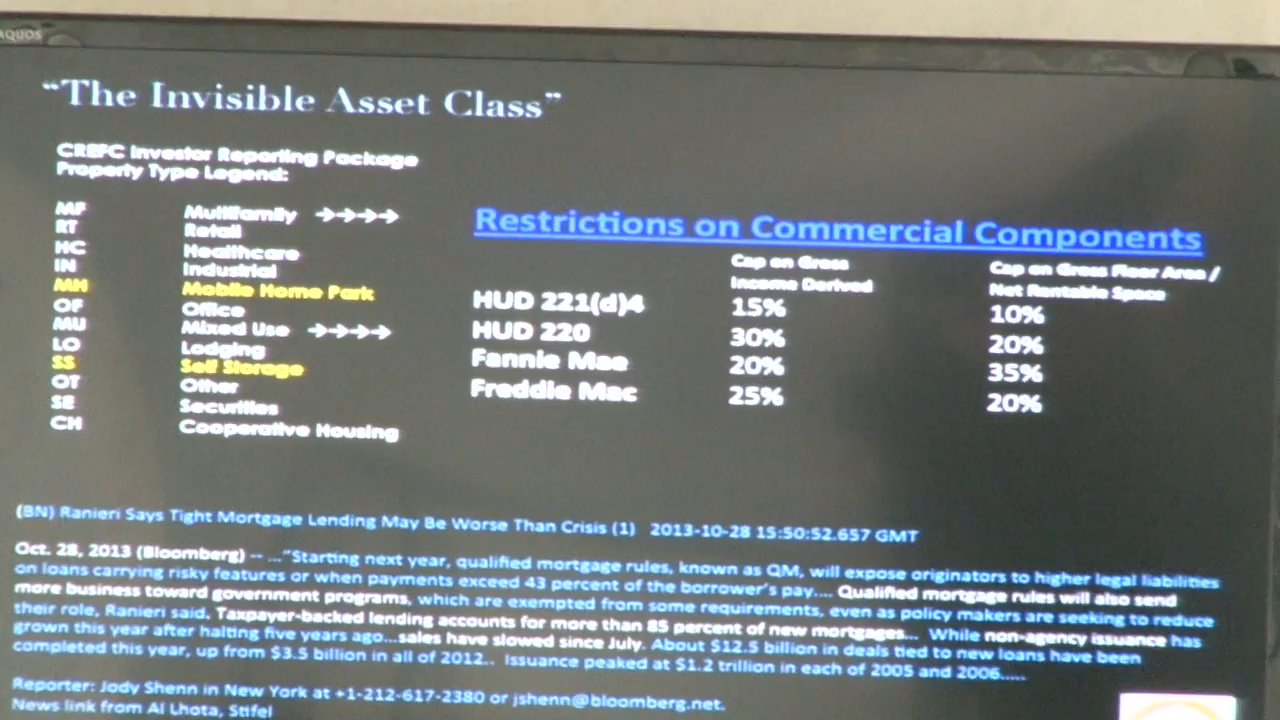 AQUOS
“The Invisible Asset Class”
CREFC Investor Reporting Package
Property Type Legend:
MF Multifamily →→→→
RT Retail
HC Healthcare
IN Industrial
MH Mobile Home Park
OF Office
MU Mixed Use →→→→
LO Lodging
SS Self Storage
OT Other
SE Securities
CH Cooperative Housing
Restrictions on Commercial Components
Cap on Gross Income Derived
Cap on Gross Floor Area / Net Rentable Space
HUD 221(d)4 15% 10%
HUD 220 30% 20%
Fannie Mae 20% 35%
Freddie Mac 25% 20%
(BN) Ranieri Says Tight Mortgage Lending May Be Worse Than Crisis (1) 2013-10-28 15:50:52.657 GMT
Oct. 28, 2013 (Bloomberg) -- ...“Starting next year, qualified mortgage rules, known as QM, will expose originators to higher legal liabilities
on loans carrying risky features or when payments exceed 43 percent of the borrower’s pay.... Qualified mortgage rules will also send
more business toward government programs, which are exempted from some requirements, even as policy makers are seeking to reduce
their role, Ranieri said. Taxpayer-backed lending accounts for more than 85 percent of new mortgages... While non-agency issuance has
grown this year after halting five years ago...sales have slowed since July. About $12.5 billion in deals tied to new loans have been
completed this year, up from $3.5 billion in all of 2012.. Issuance peaked at $1.2 trillion in each of 2005 and 2006.....
Reporter: Jody Shenn in New York at +1-212-617-2380 or jshenn@bloomberg.net.
News link from Al Lhota, Stifel